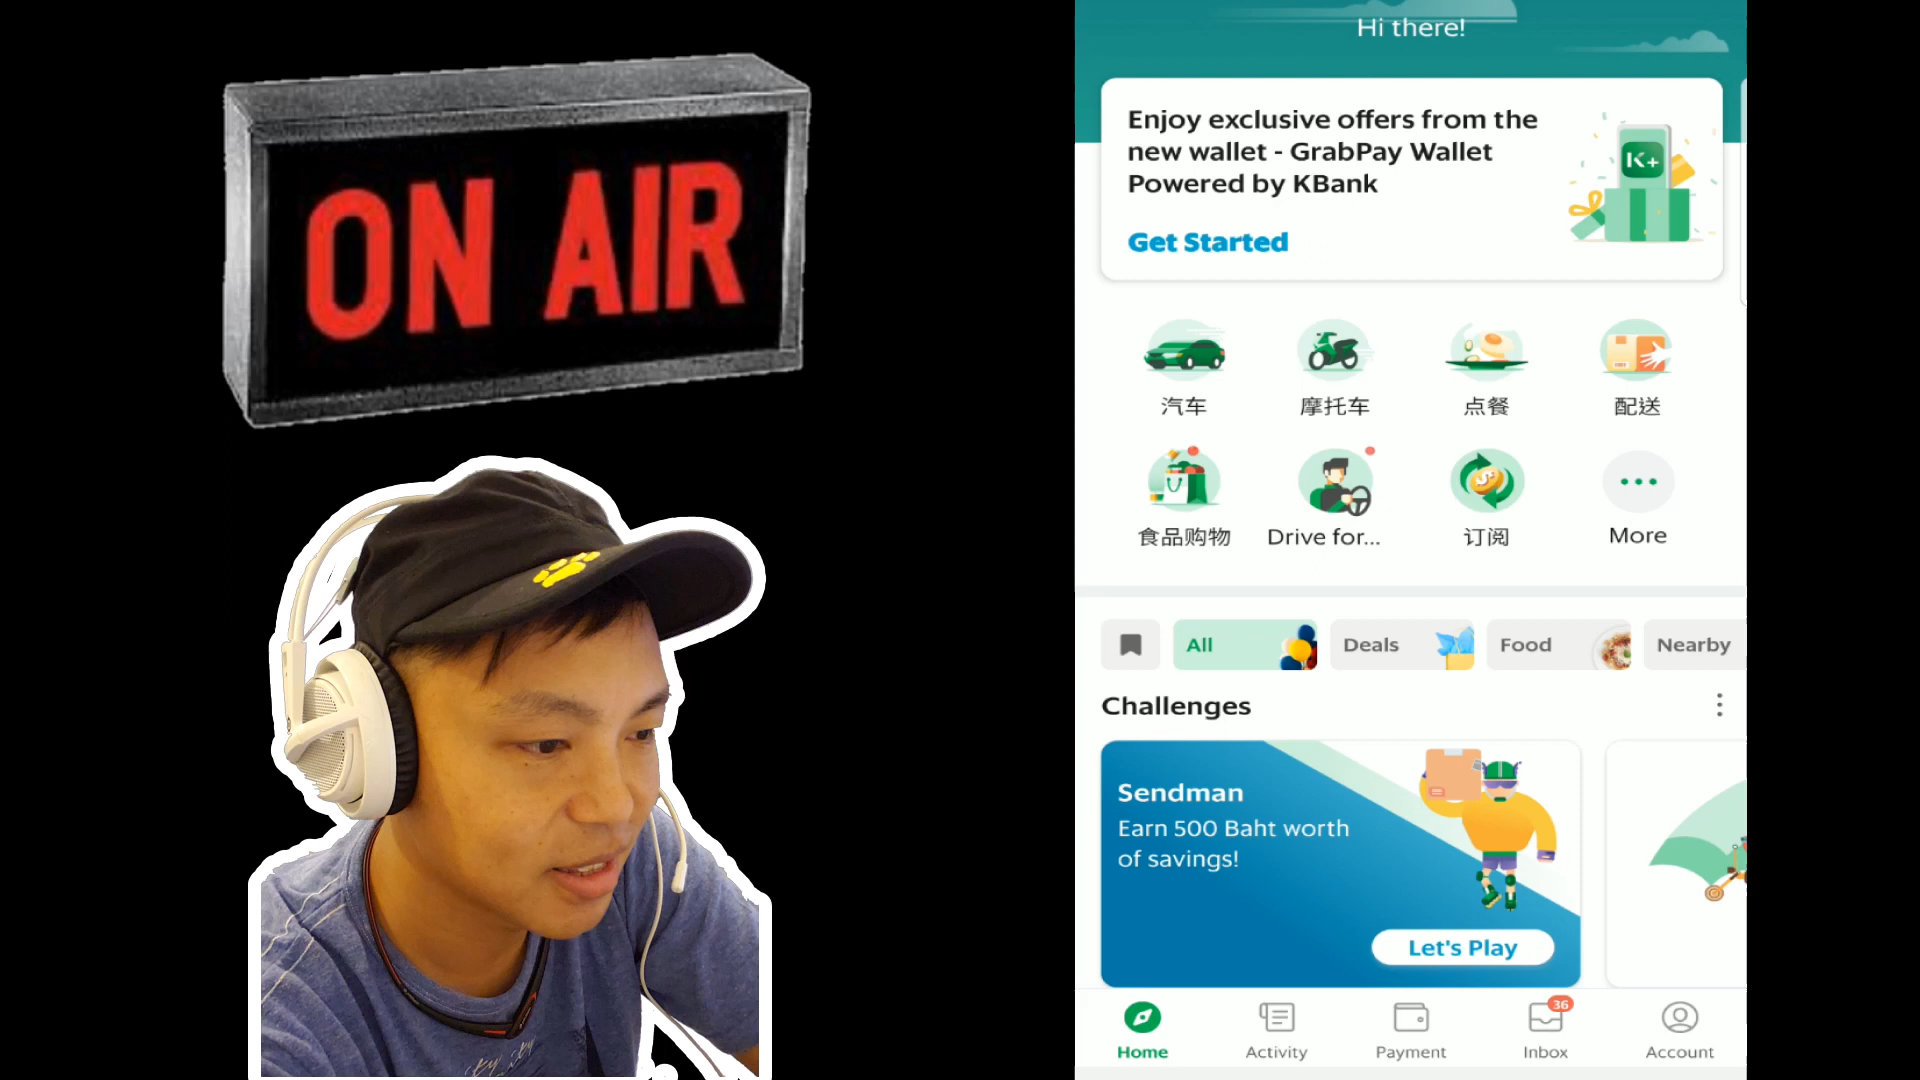 ON AIR
Hi there!
Enjoy exclusive offers from the
new wallet - GrabPay Wallet
Powered by KBank
Get Started
K+
汽车
摩托车
点餐
配送
食品购物
Drive for...
订阅
More
All
Deals
Food
Nearby
Challenges
Sendman
Earn 500 Baht worth
of savings!
Let's Play
Home
Activity
Payment
36
Inbox
Account